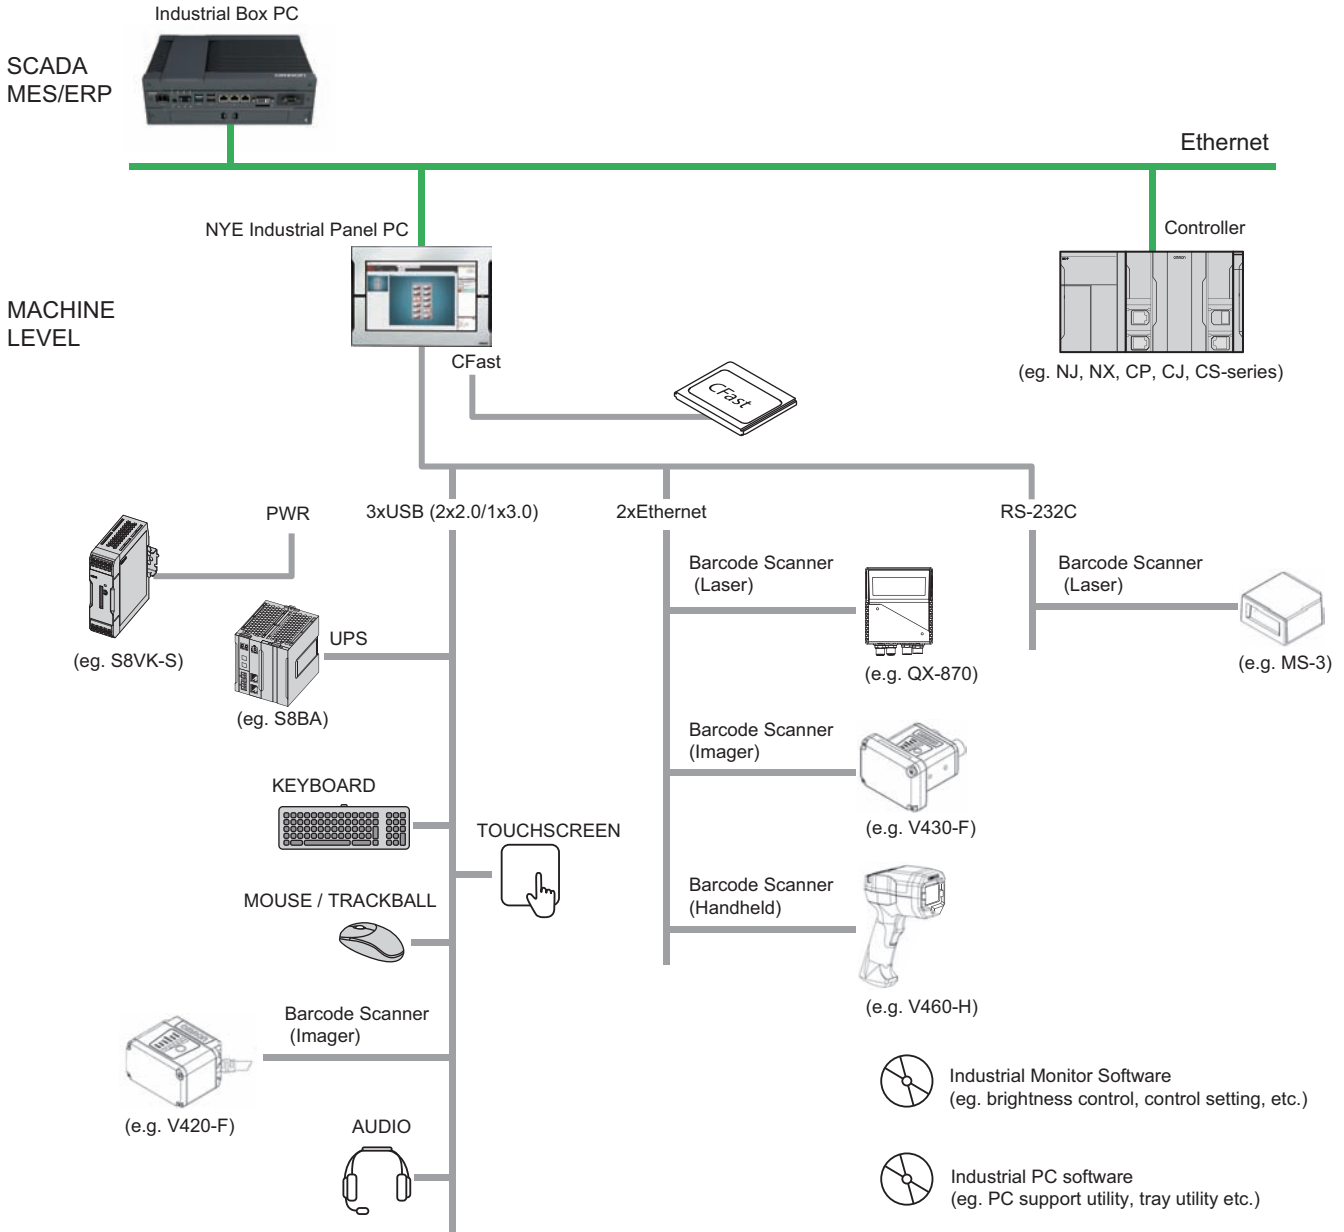 Industrial Box PC
SCADA
MES/ERP
omron
Ethernet
NYE Industrial Panel PC
Controller
MACHINE
LEVEL
CFast
CFast
(eg. NJ, NX, CP, CJ, CS-series)
PWR
3xUSB (2x2.0/1x3.0)
2xEthernet
RS-232C
Barcode Scanner
(Laser)
Barcode Scanner
(Laser)
UPS
(eg. S8VK-S)
(e.g. QX-870)
(e.g. MS-3)
(eg. S8BA)
Barcode Scanner
(Imager)
KEYBOARD
(e.g. V430-F)
TOUCHSCREEN
Barcode Scanner
(Handheld)
MOUSE / TRACKBALL
(e.g. V460-H)
Barcode Scanner
(Imager)
(e.g. V420-F)
AUDIO
Industrial Monitor Software
(eg. brightness control, control setting, etc.)
Industrial PC software
(eg. PC support utility, tray utility etc.)